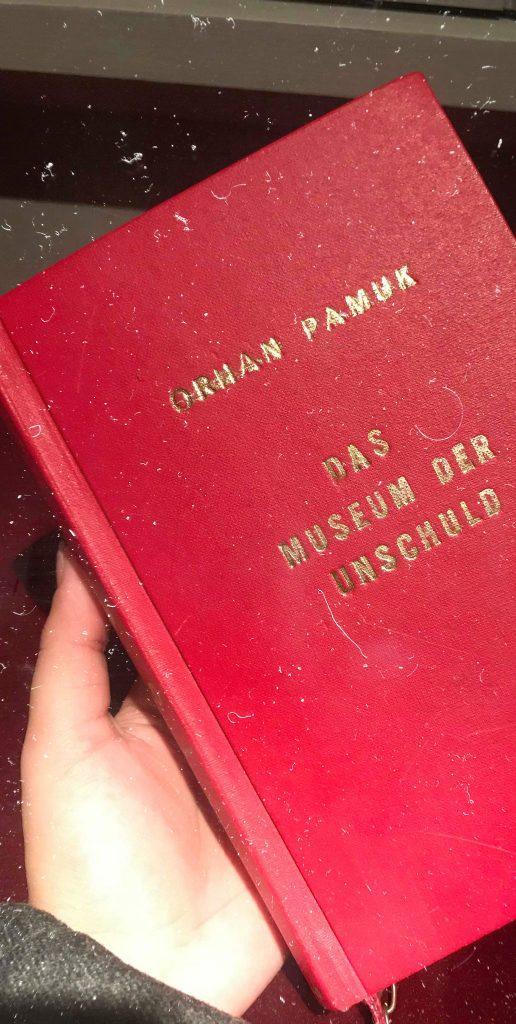 ORHAN PAMUK
DAS
MUSEUM DER
UNSCHULD